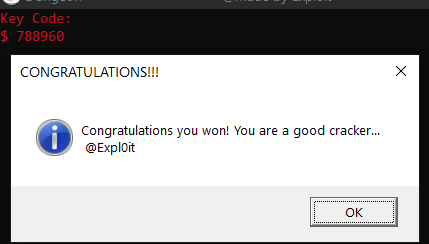 Key Code:
$ 788960
CONGRATULATIONS!!!
Congratulations you won! You are a good cracker...
@Expl0it
OK